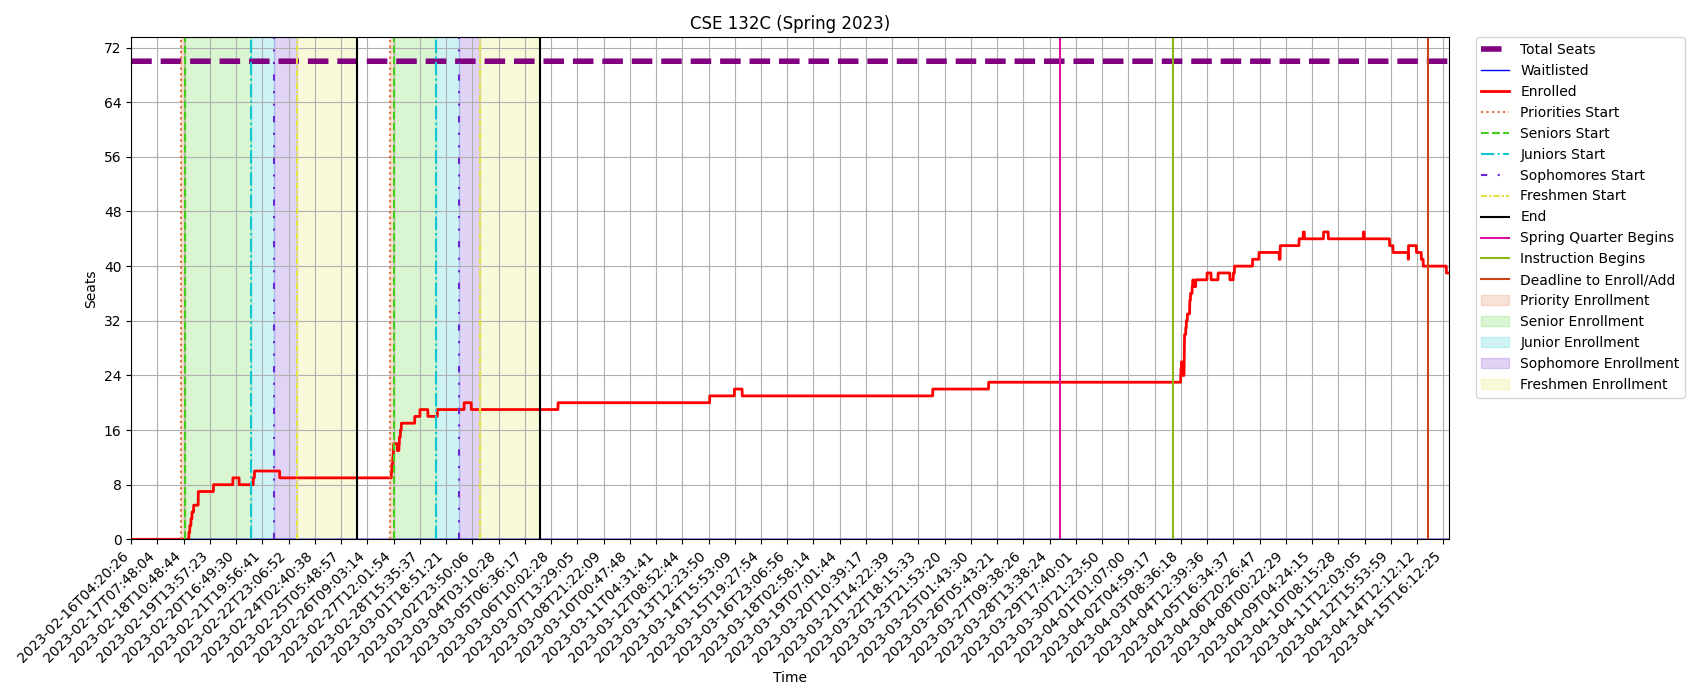 CSE 132C (Spring 2023)
72
64
56
48
40
32
24
16
8
0
Seats
2023-02-16T04:20:26
2023-02-17T07:48:04
2023-02-18T10:48:44
2023-02-19T13:57:23
2023-02-20T16:49:30
2023-02-21T19:56:41
2023-02-22T23:06:52
2023-02-24T02:40:38
2023-02-25T05:48:57
2023-02-26T09:03:14
2023-02-27T12:01:54
2023-02-28T15:35:37
2023-03-01T18:51:21
2023-03-02T23:50:06
2023-03-04T03:10:28
2023-03-05T06:36:17
2023-03-06T10:02:28
2023-03-07T13:29:05
2023-03-08T21:22:09
2023-03-10T00:47:48
2023-03-11T04:31:41
2023-03-12T08:52:44
2023-03-13T12:23:50
2023-03-14T15:53:09
2023-03-15T19:27:54
2023-03-16T23:06:56
2023-03-18T02:58:14
2023-03-19T07:01:44
2023-03-20T10:39:17
2023-03-21T14:22:39
2023-03-22T18:15:33
2023-03-23T21:53:20
2023-03-25T01:43:30
2023-03-26T05:43:21
2023-03-27T09:38:26
2023-03-28T13:38:24
2023-03-29T17:40:01
2023-03-30T21:23:50
2023-04-01T01:07:00
2023-04-02T04:59:17
2023-04-03T08:36:18
2023-04-04T12:39:36
2023-04-05T16:34:37
2023-04-06T20:26:47
2023-04-08T00:22:29
2023-04-09T04:24:15
2023-04-10T08:15:28
2023-04-11T12:03:05
2023-04-12T15:53:59
2023-04-14T12:12:12
2023-04-15T16:12:25
Time
Total Seats
Waitlisted
Enrolled
Priorities Start
Seniors Start
Juniors Start
Sophomores Start
Freshmen Start
End
Spring Quarter Begins
Instruction Begins
Deadline to Enroll/Add
Priority Enrollment
Senior Enrollment
Junior Enrollment
Sophomore Enrollment
Freshmen Enrollment